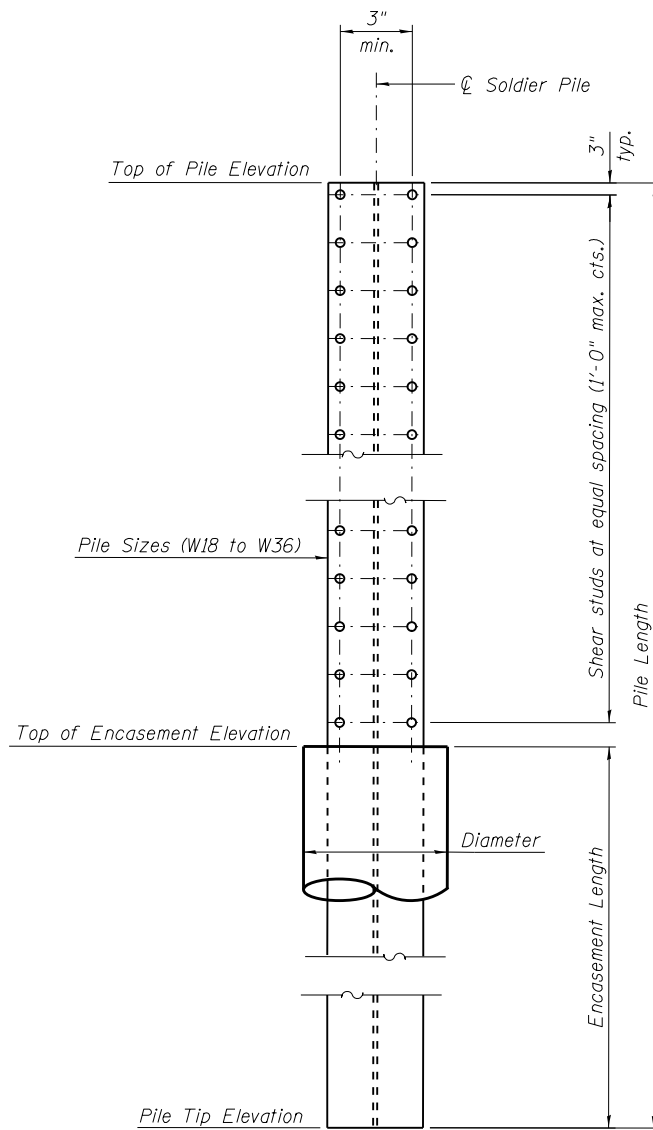 3"
min.
℄ Soldier Pile
3"
typ.
Top of Pile Elevation
Shear studs at equal spacing (1'-0" max. cts.)
Pile Sizes (W18 to W36)
Pile Length
Top of Encasement Elevation
Diameter
Encasement Length
Pile Tip Elevation